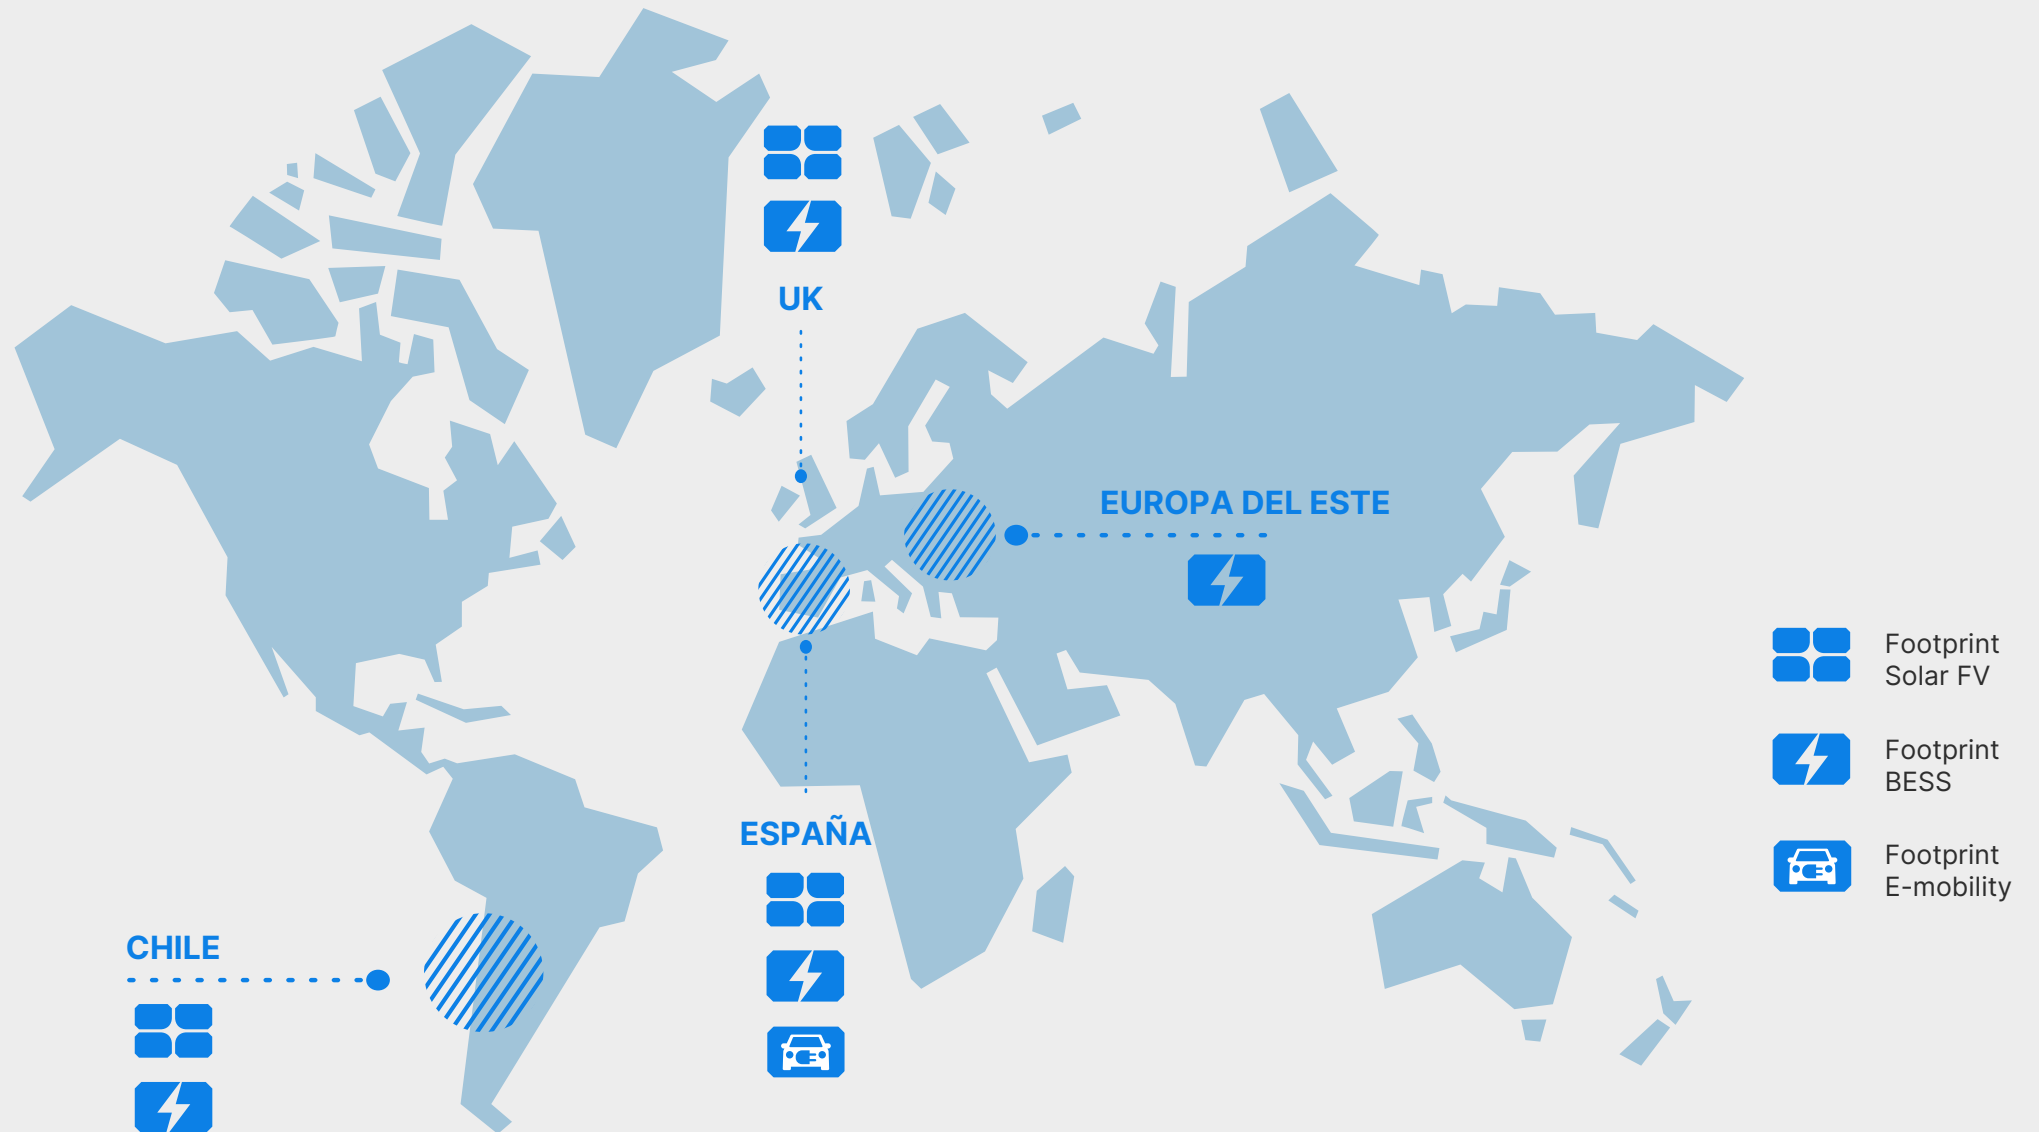 UK
EUROPA DEL ESTE
ESPAÑA
CHILE
Footprint
Solar FV
Footprint
BESS
Footprint
E-mobility